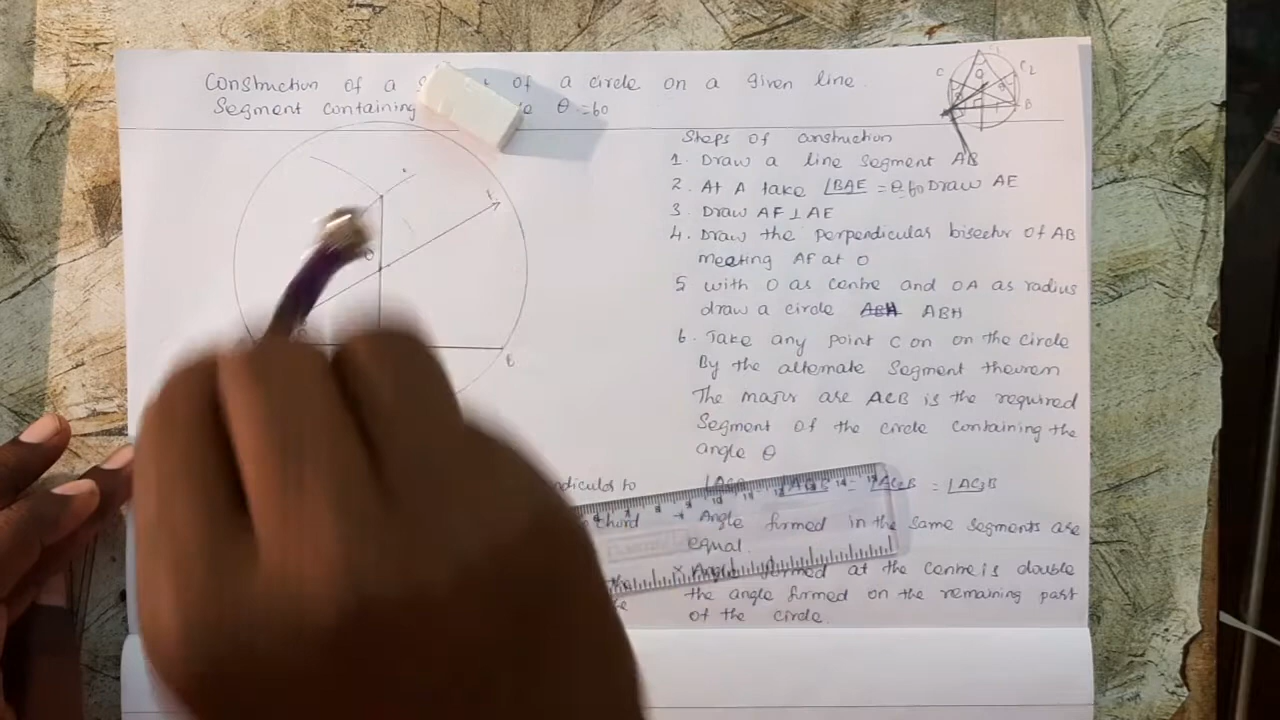 Construction of a of a circle on a given line
Segment containing θ = 60
Steps of construction
1. Draw a line segment AB
2. At A take ∠BAE = θ 60 Draw AE
3. Draw AF ⊥ AE
4. Draw the perpendicular bisector of AB
meeting AF at O
5 with O as centre and OA as radius
draw a circle ABH
6. Take any point C on on the circle
By the alternate Segment theorem
The major arc ACB is the required
Segment of the circle containing the
angle θ
= ∠AC₂B = ∠AC3B
chord
Angle formed in the same segments are
equal.
x Angle formed at the centre is double
the angle formed on the remaining part
of the circle.
B
C
C2
B